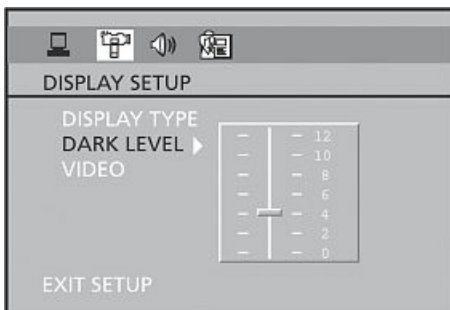 DISPLAY SETUP
DISPLAY TYPE
DARK LEVEL
VIDEO
12
10
8
6
4
2
0
EXIT SETUP